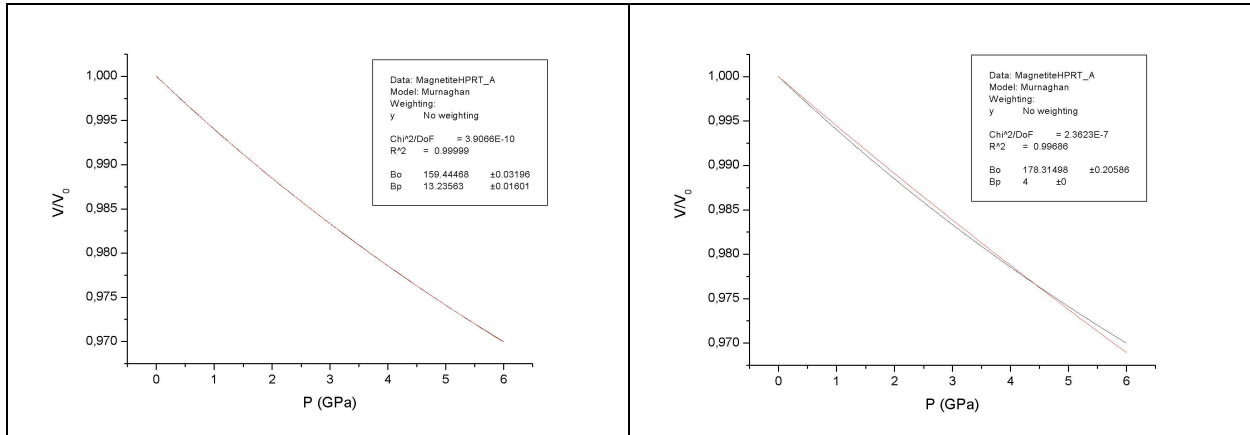 Data: MagnetiteHPRT_A
Model: Murnaghan
Weighting:
y No weighting
Chi^2/DoF = 3.9066E-10
R^2 = 0.99999
Bo 159.44468 ±0.03196
Bp 13.23563 ±0.01601
1,000
0,995
0,990
0,985
0,980
0,975
0,970
V/V0
0 1 2 3 4 5 6
P (GPa)
Data: MagnetiteHPRT_A
Model: Murnaghan
Weighting:
y No weighting
Chi^2/DoF = 2.3623E-7
R^2 = 0.99686
Bo 178.31498 ±0.20586
Bp 4 ±0
1,000
0,995
0,990
0,985
0,980
0,975
0,970
V/V0
0 1 2 3 4 5 6
P (GPa)